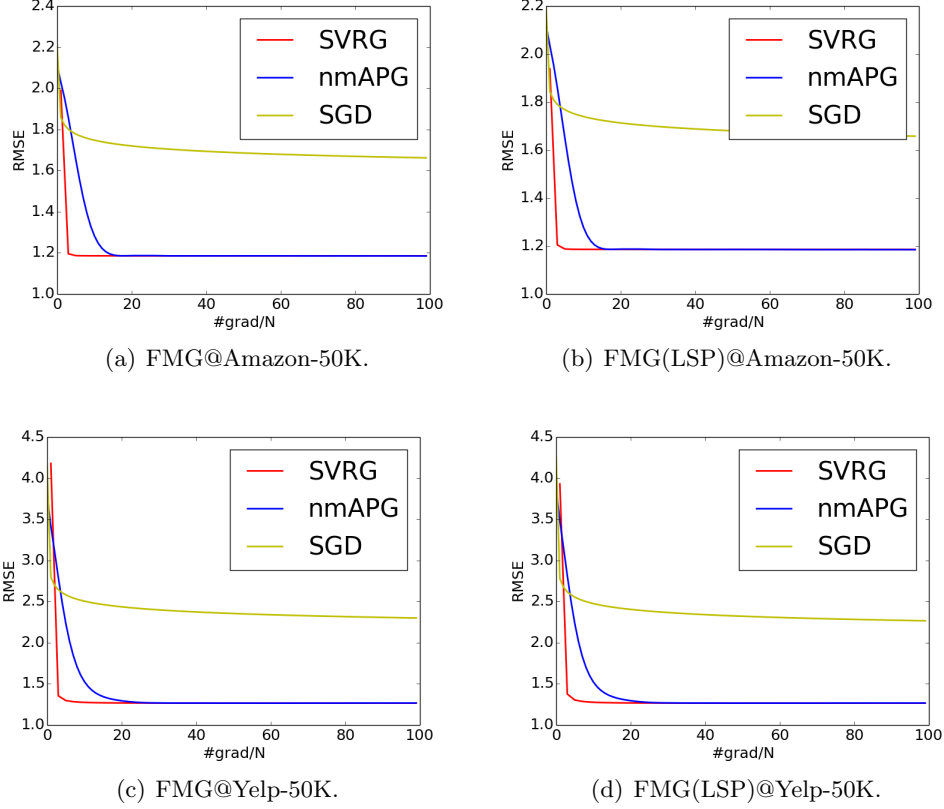 2.4
2.2
2.0
1.8
1.6
1.4
1.2
1.0
RMSE
0 20 40 60 80 100
#grad/N
SVRG
nmAPG
SGD
(a) FMG@Amazon-50K.
2.2
2.0
1.8
1.6
1.4
1.2
1.0
RMSE
0 20 40 60 80 100
#grad/N
SVRG
nmAPG
SGD
(b) FMG(LSP)@Amazon-50K.
4.5
4.0
3.5
3.0
2.5
2.0
1.5
1.0
RMSE
0 20 40 60 80 100
#grad/N
SVRG
nmAPG
SGD
(c) FMG@Yelp-50K.
4.5
4.0
3.5
3.0
2.5
2.0
1.5
1.0
RMSE
0 20 40 60 80 100
#grad/N
SVRG
nmAPG
SGD
(d) FMG(LSP)@Yelp-50K.